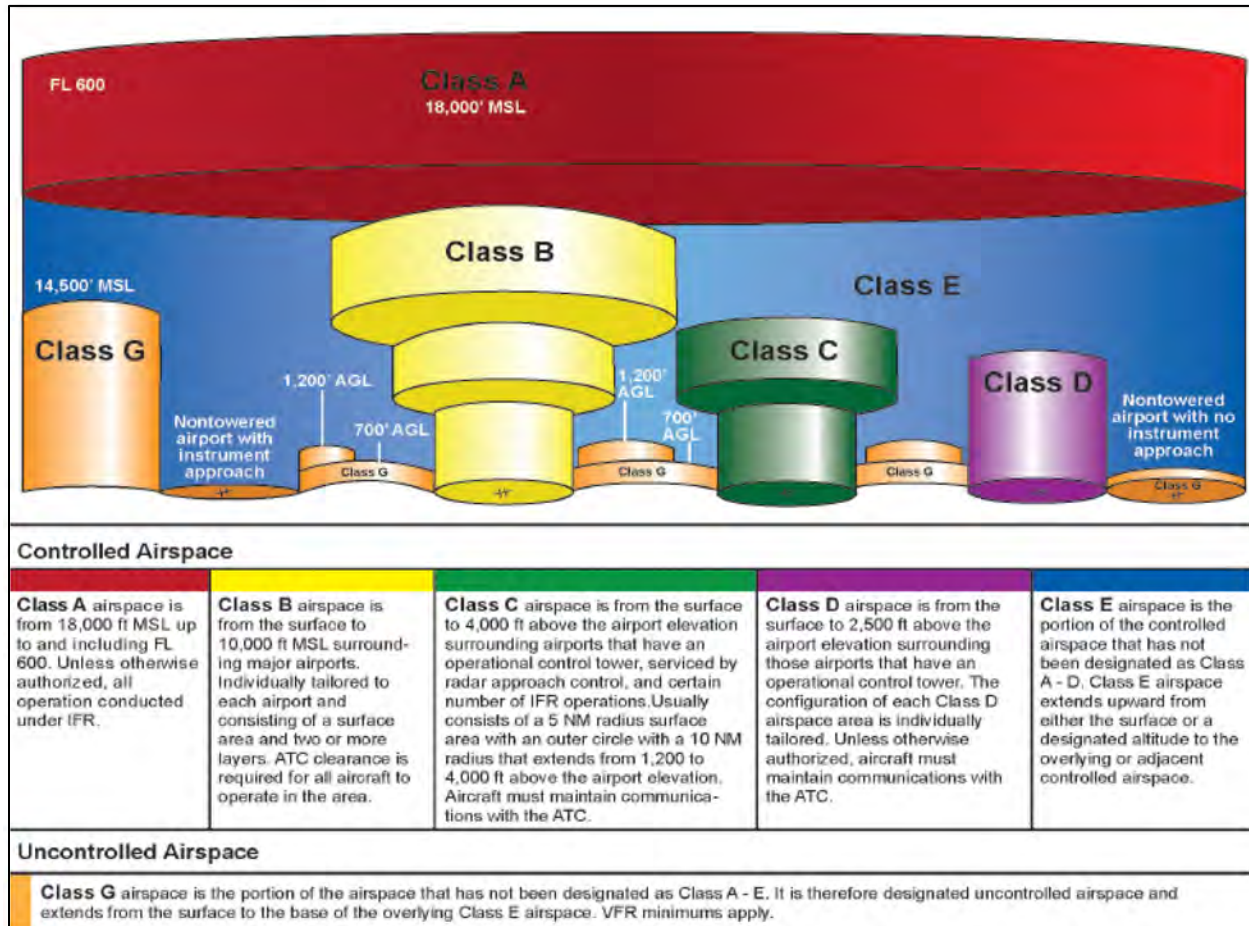 FL 600
Class A
18,000' MSL
Class B
14,500' MSL
Class E
Class G
Class C
Class D
1,200' AGL
1,200'
AGL
Nontowered
airport with
instrument
approach
700' AGL
700'
AGL
Nontowered
airport with no
instrument
approach
Class G
Class G
Class G
Class G
Controlled Airspace
Class A airspace is
from 18,000 ft MSL up
to and including FL
600. Unless otherwise
authorized, all
operation conducted
under IFR.
Class B airspace is
from the surface to
10,000 ft MSL surround-
ing major airports.
Individually tailored to
each airport and
consisting of a surface
area and two or more
layers. ATC clearance is
required for all aircraft to
operate in the area.
Class C airspace is from the surface
to 4,000 ft above the airport elevation
surrounding airports that have an
operational control tower, serviced by
radar approach control, and certain
number of IFR operations.Usually
consists of a 5 NM radius surface
area with an outer circle with a 10 NM
radius that extends from 1,200 to
4,000 ft above the airport elevation.
Aircraft must maintain communica-
tions with the ATC.
Class D airspace is from the
surface to 2,500 ft above the
airport elevation surrounding
those airports that have an
operational control tower. The
configuration of each Class D
airspace area is individually
tailored. Unless otherwise
authorized, aircraft must
maintain communications with
the ATC.
Class E airspace is the
portion of the controlled
airspace that has not
been designated as Class
A - D. Class E airspace
extends upward from
either the surface or a
designated altitude to the
overlying or adjacent
controlled airspace.
Uncontrolled Airspace
Class G airspace is the portion of the airspace that has not been designated as Class A - E. It is therefore designated uncontrolled airspace and
extends from the surface to the base of the overlying Class E airspace. VFR minimums apply.